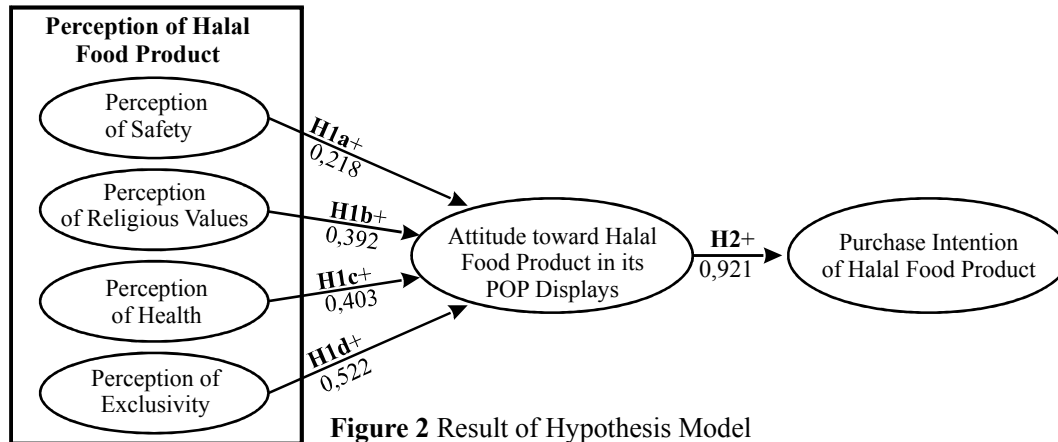 Perception of Halal
Food Product
Perception
of Safety
Perception
of Religious Values
Perception
of Health
Perception of
Exclusivity
H1a+
0,218
H1b+
0,392
H1c+
0,403
H1d+
0,522
Attitude toward Halal
Food Product in its
POP Displays
H2+
0,921
Purchase Intention
of Halal Food Product
Figure 2 Result of Hypothesis Model